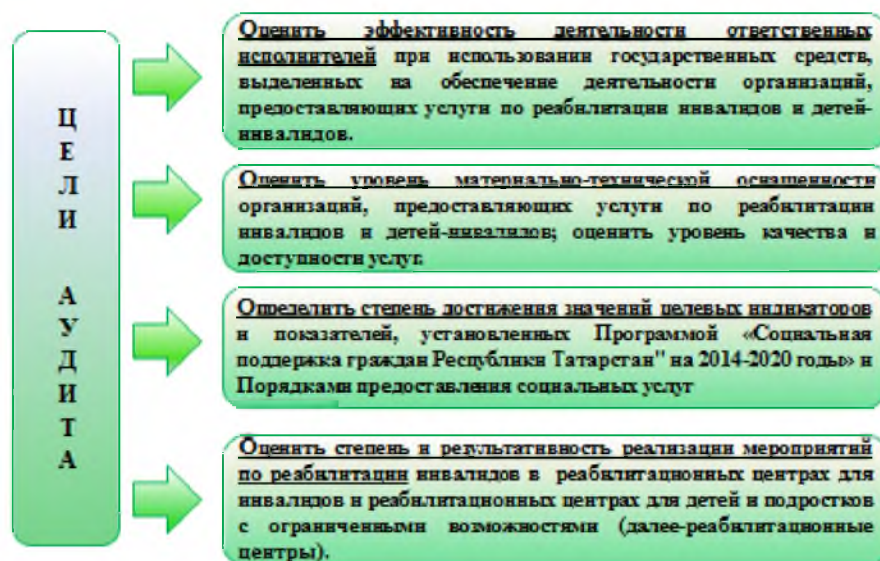 ЦЕЛИ АУДИТА
Оценить эффективность деятельности ответственных
исполнителей при использовании государственных средств,
выделенных на обеспечение деятельности организаций,
предоставляющих услуги по реабилитации инвалидов и детей-
инвалидов.
Оценить уровень материально-технической оснащенности
организаций, предоставляющих услуги по реабилитации
инвалидов и детей-инвалидов; оценить уровень качества и
доступности услуг.
Определить степень достижения значений целевых индикаторов
и показателей, установленных Программой «Социальная
поддержка граждан Республики Татарстан" на 2014-2020 годы» и
Порядками предоставления социальных услуг
Оценить степень и результативность реализации мероприятий
по реабилитации инвалидов в реабилитационных центрах для
инвалидов и реабилитационных центрах для детей и подростков
с ограниченными возможностями (далее-реабилитационные
центры).